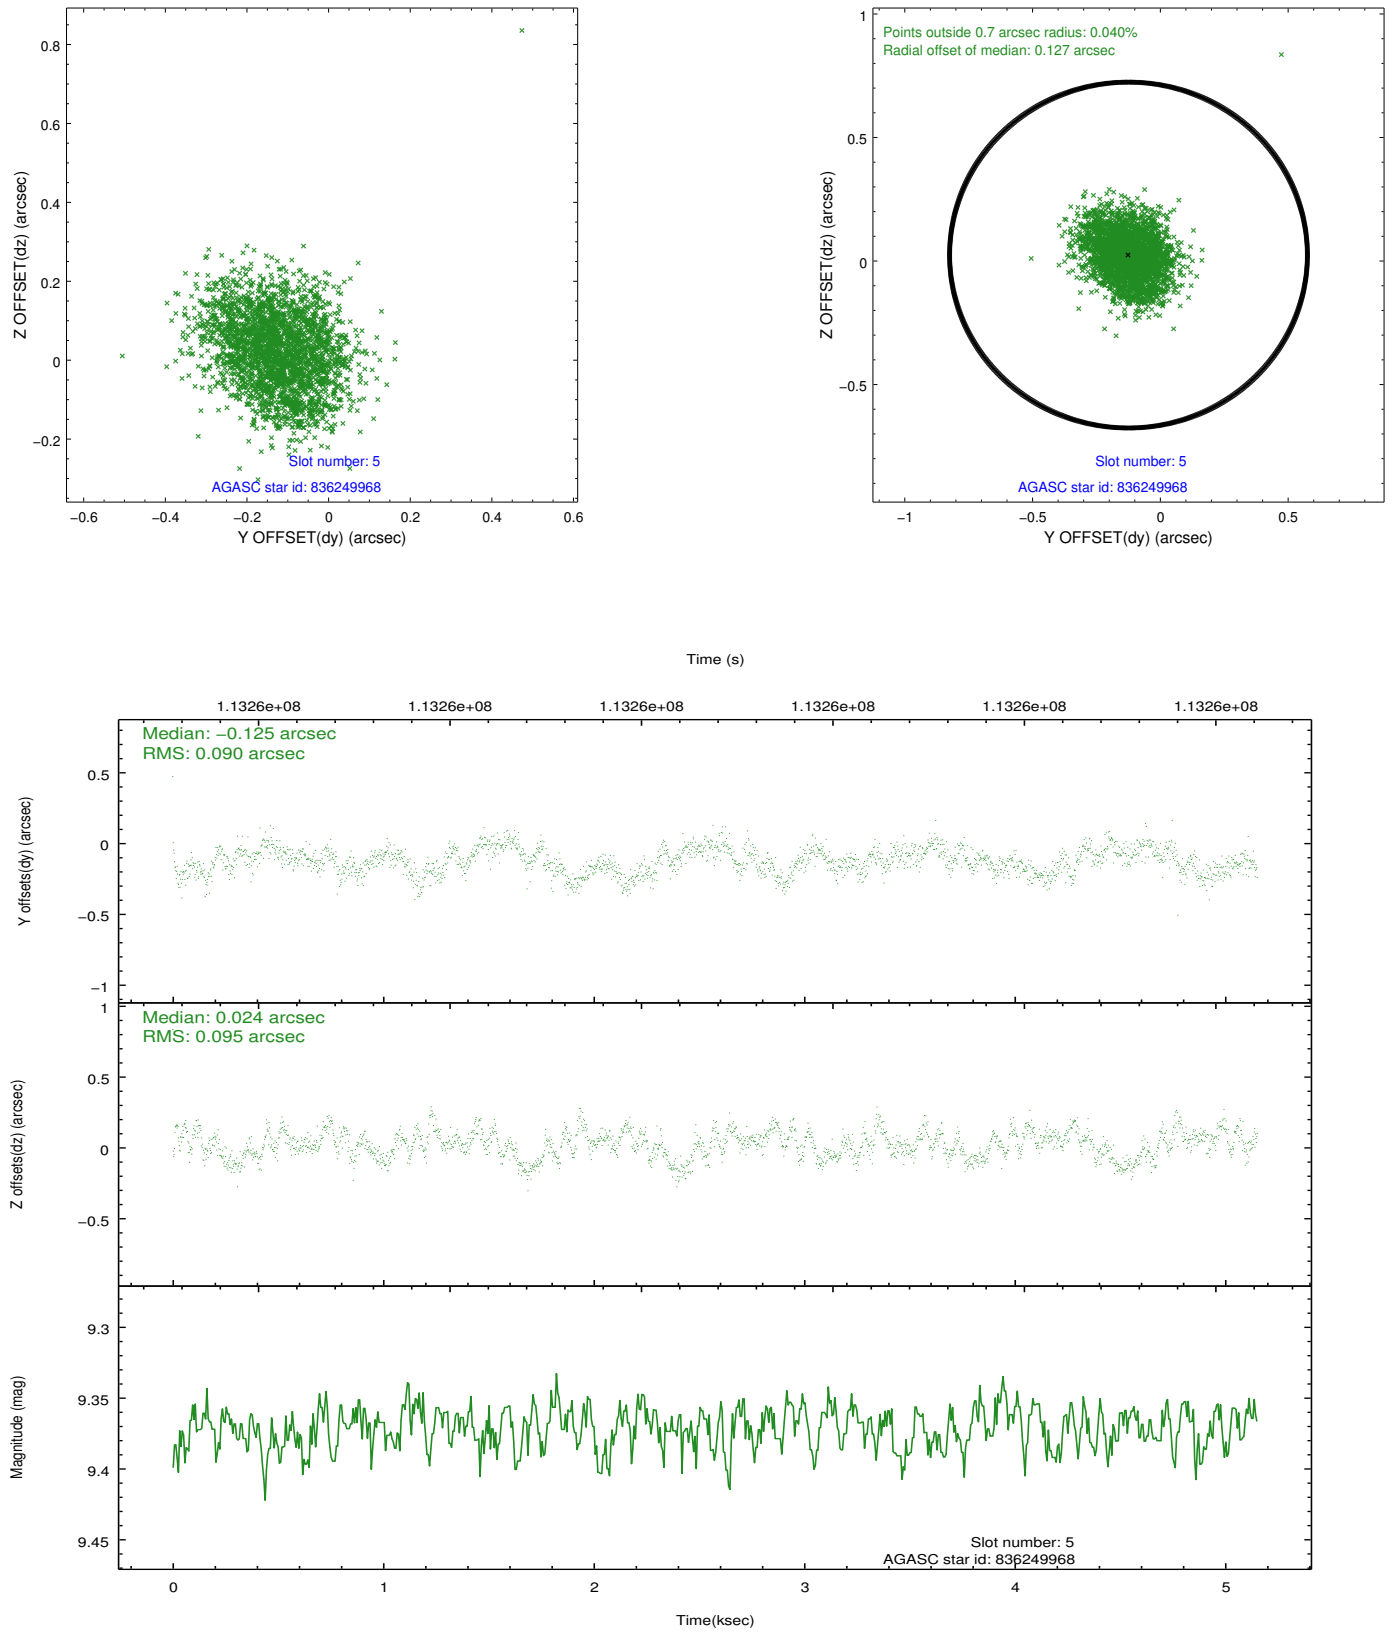 0.8
0.6
0.4
0.2
0
−0.2
−0.6 −0.4 −0.2 0 0.2 0.4 0.6
Z OFFSET(dz) (arcsec)
Y OFFSET(dy) (arcsec)
Slot number: 5
AGASC star id: 836249968
Points outside 0.7 arcsec radius: 0.040%
Radial offset of median: 0.127 arcsec
1
0.5
0
−0.5
−1 −0.5 0 0.5
Z OFFSET(dz) (arcsec)
Y OFFSET(dy) (arcsec)
Slot number: 5
AGASC star id: 836249968
Time (s)
1.1326e+08 1.1326e+08 1.1326e+08 1.1326e+08 1.1326e+08 1.1326e+08
Median: −0.125 arcsec
RMS: 0.090 arcsec
0.5
0
−0.5
−1
Y offsets(dy) (arcsec)
Median: 0.024 arcsec
RMS: 0.095 arcsec
1
0.5
0
−0.5
Z offsets(dz) (arcsec)
9.3
9.35
9.4
9.45
Magnitude (mag)
Slot number: 5
AGASC star id: 836249968
0 1 2 3 4 5
Time(ksec)